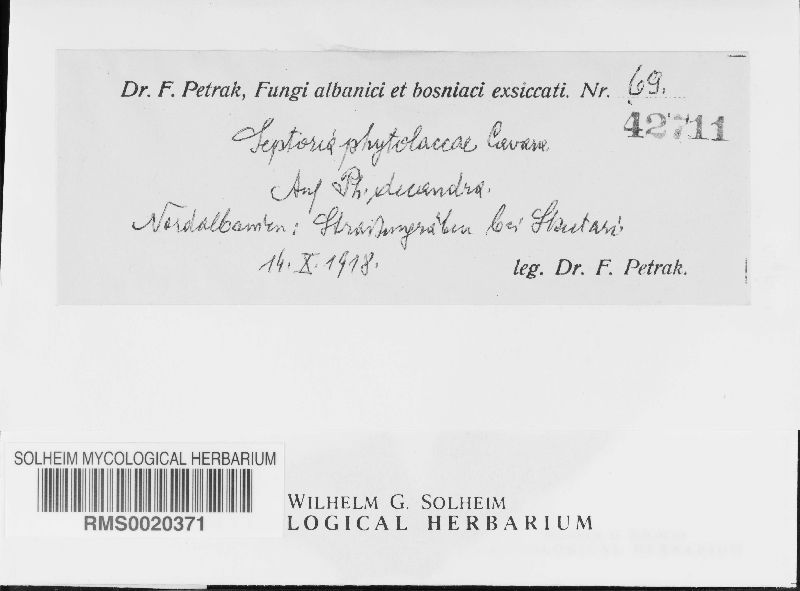 Dr. F. Petrak, Fungi albanici et bosniaci exsiccati. Nr. 69.
42711
Septoria phytolaccae Cavara
Auf Ph. decandra.
Nordalbanien: Straßengräben bei Skutari.
14. X. 1918.
leg. Dr. F. Petrak.
SOLHEIM MYCOLOGICAL HERBARIUM
RMS0020371
WILHELM G. SOLHEIM
LOGICAL HERBARIUM